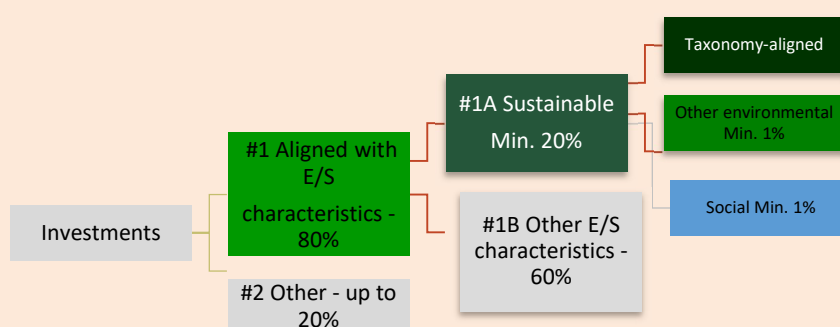 Investments
#1 Aligned with
E/S
characteristics -
80%
#2 Other - up to
20%
#1A Sustainable
Min. 20%
#1B Other E/S
characteristics -
60%
Taxonomy-aligned
Other environmental
Min. 1%
Social Min. 1%